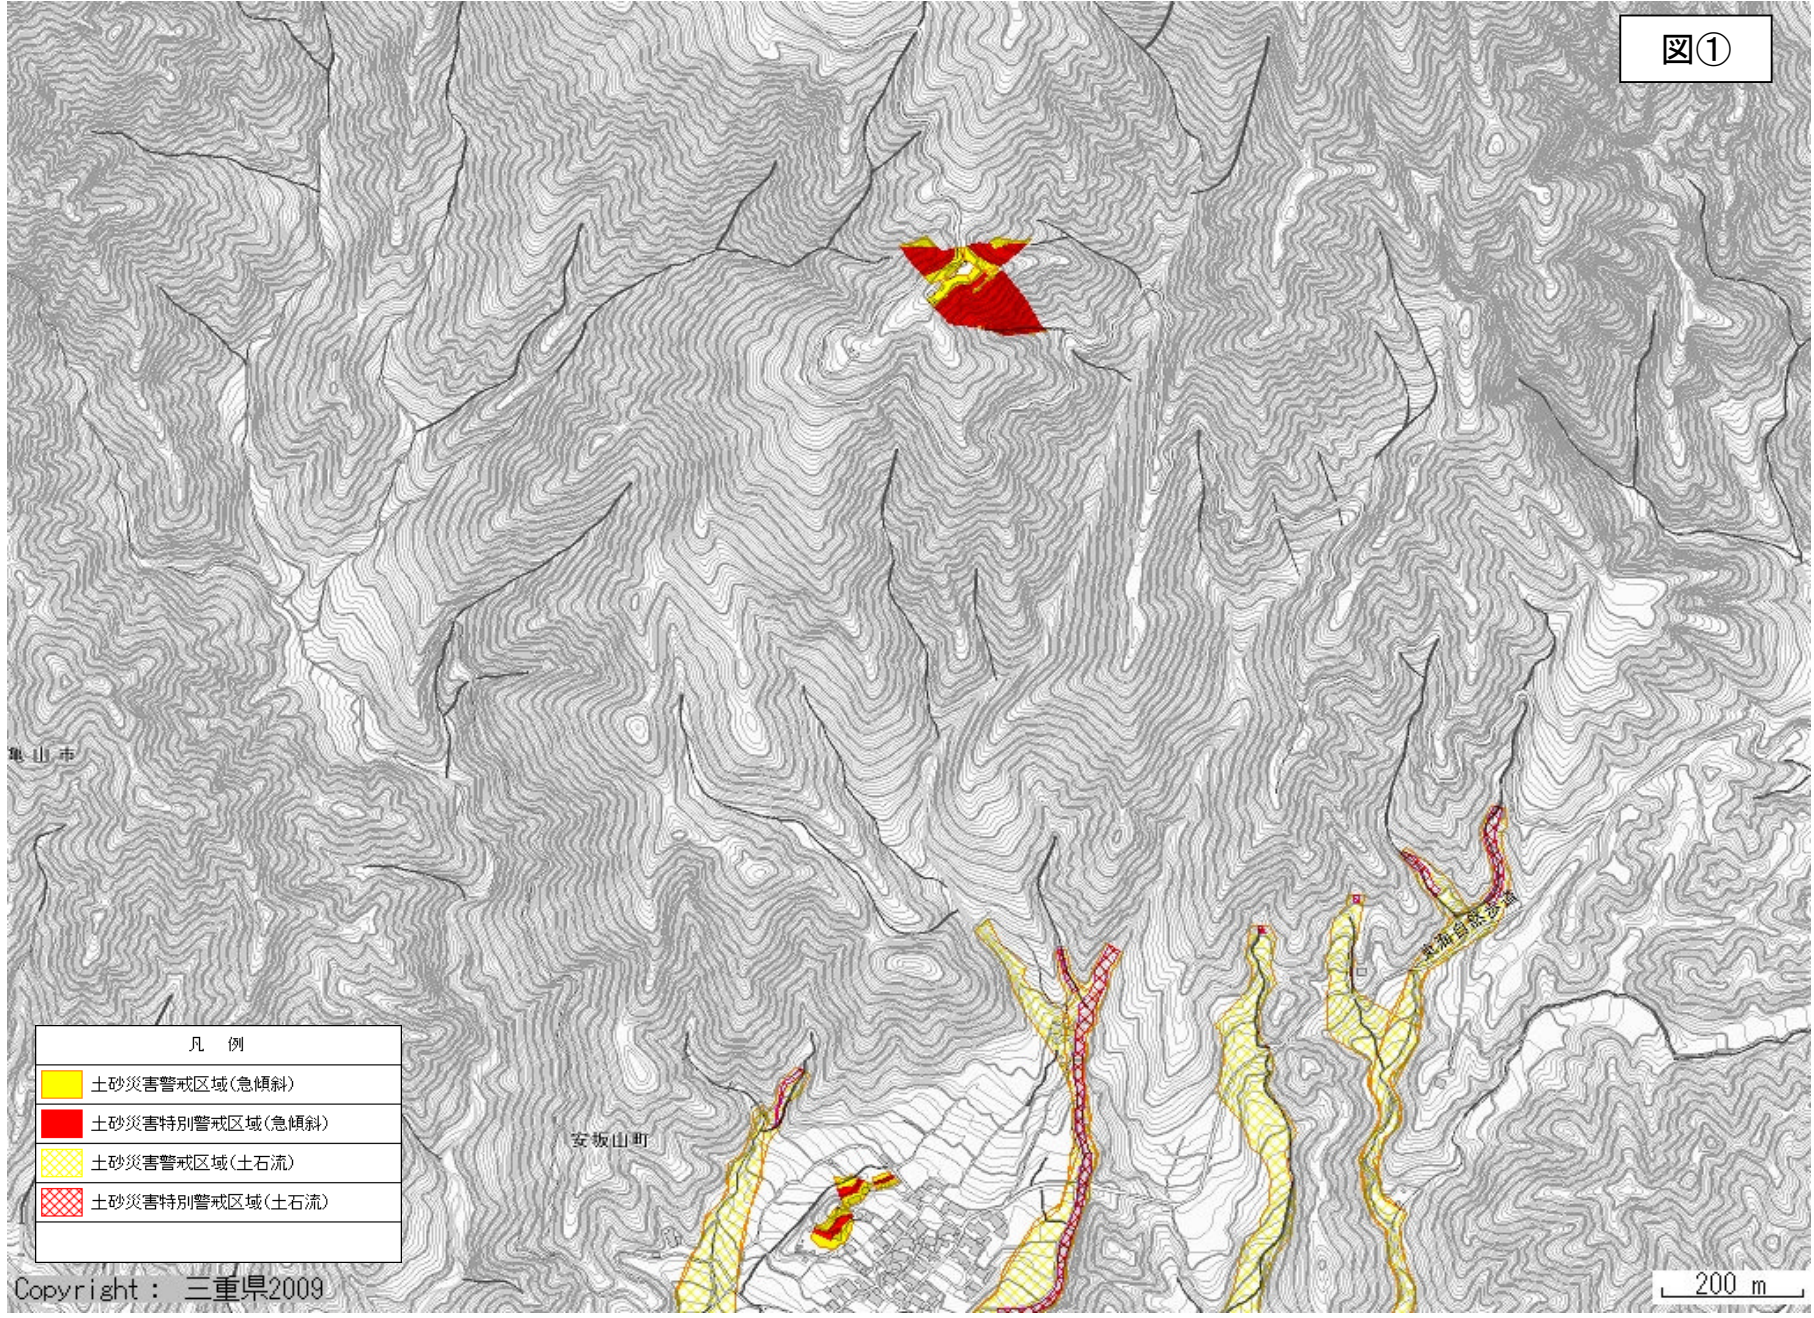 図①
亀山市
東海自然歩道
凡 例
土砂災害警戒区域(急傾斜)
土砂災害特別警戒区域(急傾斜)
土砂災害警戒区域(土石流)
土砂災害特別警戒区域(土石流)
安坂山町
Copyright : 三重県2009
200 m